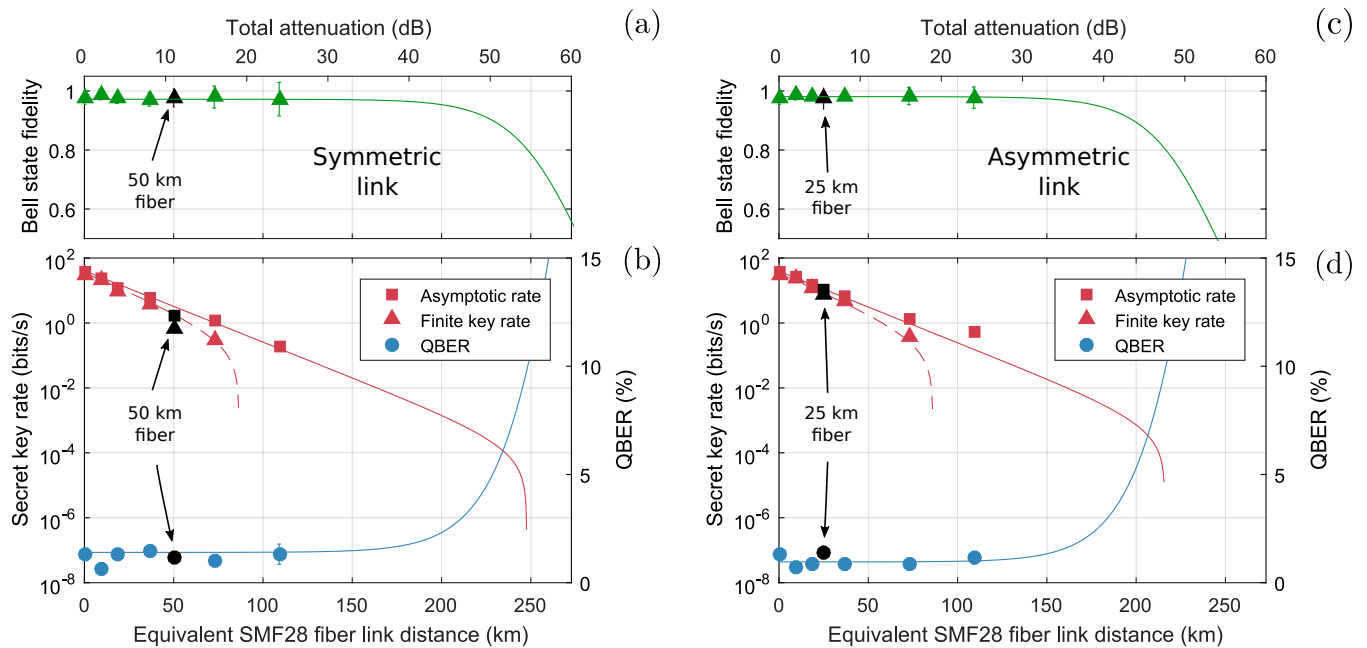 Total attenuation (dB)
(a)
0 10 20 30 40 50 60
Bell state fidelity
1
0.8
0.6
50 km
fiber
Symmetric
link
(b)
Secret key rate (bits/s)
10^2
10^0
10^-2
10^-4
10^-6
10^-8
15
10
5
0
QBER (%)
Asymptotic rate
Finite key rate
QBER
50 km
fiber
0 50 100 150 200 250
Equivalent SMF28 fiber link distance (km)
Total attenuation (dB)
(c)
0 10 20 30 40 50 60
Bell state fidelity
1
0.8
0.6
25 km
fiber
Asymmetric
link
(d)
Secret key rate (bits/s)
10^2
10^0
10^-2
10^-4
10^-6
10^-8
15
10
5
0
QBER (%)
Asymptotic rate
Finite key rate
QBER
25 km
fiber
0 50 100 150 200 250
Equivalent SMF28 fiber link distance (km)